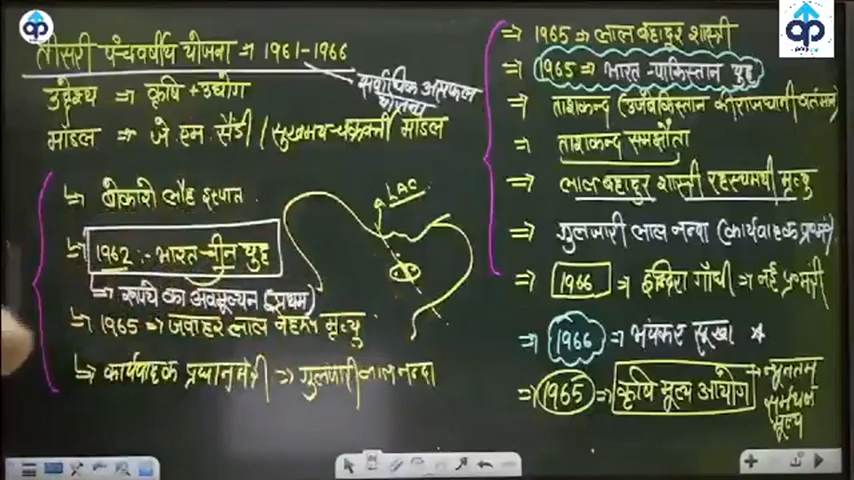 तीसरी पंचवर्षीय योजना ⇒ 1961-1966
सर्वाधिक असफल योजना
उद्देश्य ⇒ कृषि + उद्योग
मॉडल ⇒ जे एम सैंडी / सुखमय-चक्रवर्ती मॉडल
बोकारो लौह इस्पात
1962 :- भारत-चीन युद्ध
⇒ रूपये का अवमूल्यन (प्रथम)
1965 ⇒ जवाहर लाल नेहरू मृत्यु
कार्यवाहक प्रधानमंत्री ⇒ गुलजारी लाल नन्दा
LAC
⇒ 1965 ⇒ लाल बहादुर शास्त्री
⇒ 1965 ⇒ भारत-पाकिस्तान युद्ध
⇒ ताशकन्द (उज्बेकिस्तान की राजधानी वर्तमान)
⇒ ताशकन्द समझौता
⇒ लाल बहादुर शास्त्री रहस्यमयी मृत्यु
⇒ गुलजारी लाल नन्दा (कार्यवाहक
⇒ 1966 ⇒ इन्दिरा गाँधी ⇒ नई
⇒ 1966 ⇒ भयंकर सूखा
⇒ 1965 ⇒ कृषि मूल्य आयोग → न्यूनतम समर्थन मूल्य